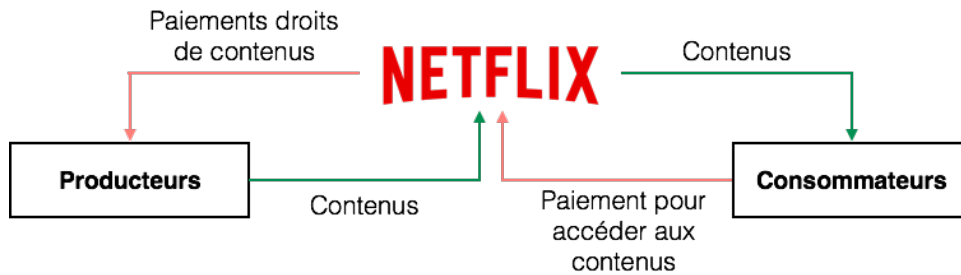 Paiements droits
de contenus
NETFLIX
Contenus
Producteurs
Contenus
Paiement pour
accéder aux
contenus
Consommateurs